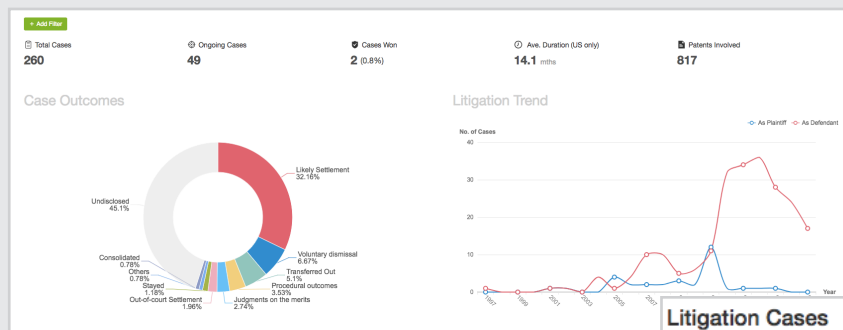 + Add Filter
Total Cases
260
Ongoing Cases
49
Cases Won
2 (0.8%)
Ave. Duration (US only)
14.1 mths
Patents Involved
817
Case Outcomes
Likely Settlement
32.16%
Voluntary dismissal
6.67%
Transferred Out
5.1%
Procedural outcomes
3.53%
Judgments on the merits
2.74%
Out-of-court Settlement
1.96%
Stayed
1.18%
Others
0.78%
Consolidated
0.78%
Undisclosed
45.1%
Litigation Trend
As Plaintiff
As Defendant
No. of Cases
40
30
20
10
0
1997
1999
2001
2003
2005
2007
Year
Litigation Cases